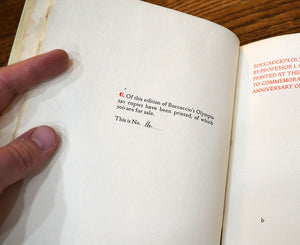 Of this edition of Boccaccio's Olympia
copies have been printed, of which
500 are for sale.
This is No.
BOCCACCIO'S OL
BY PROFESSOR I.
PRINTED AT THE
TO COMMEMORA
ANNIVERSARY OF
b